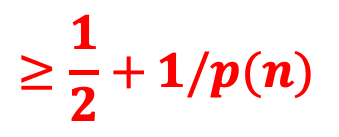 ≥ 1/2 + 1/p(n)